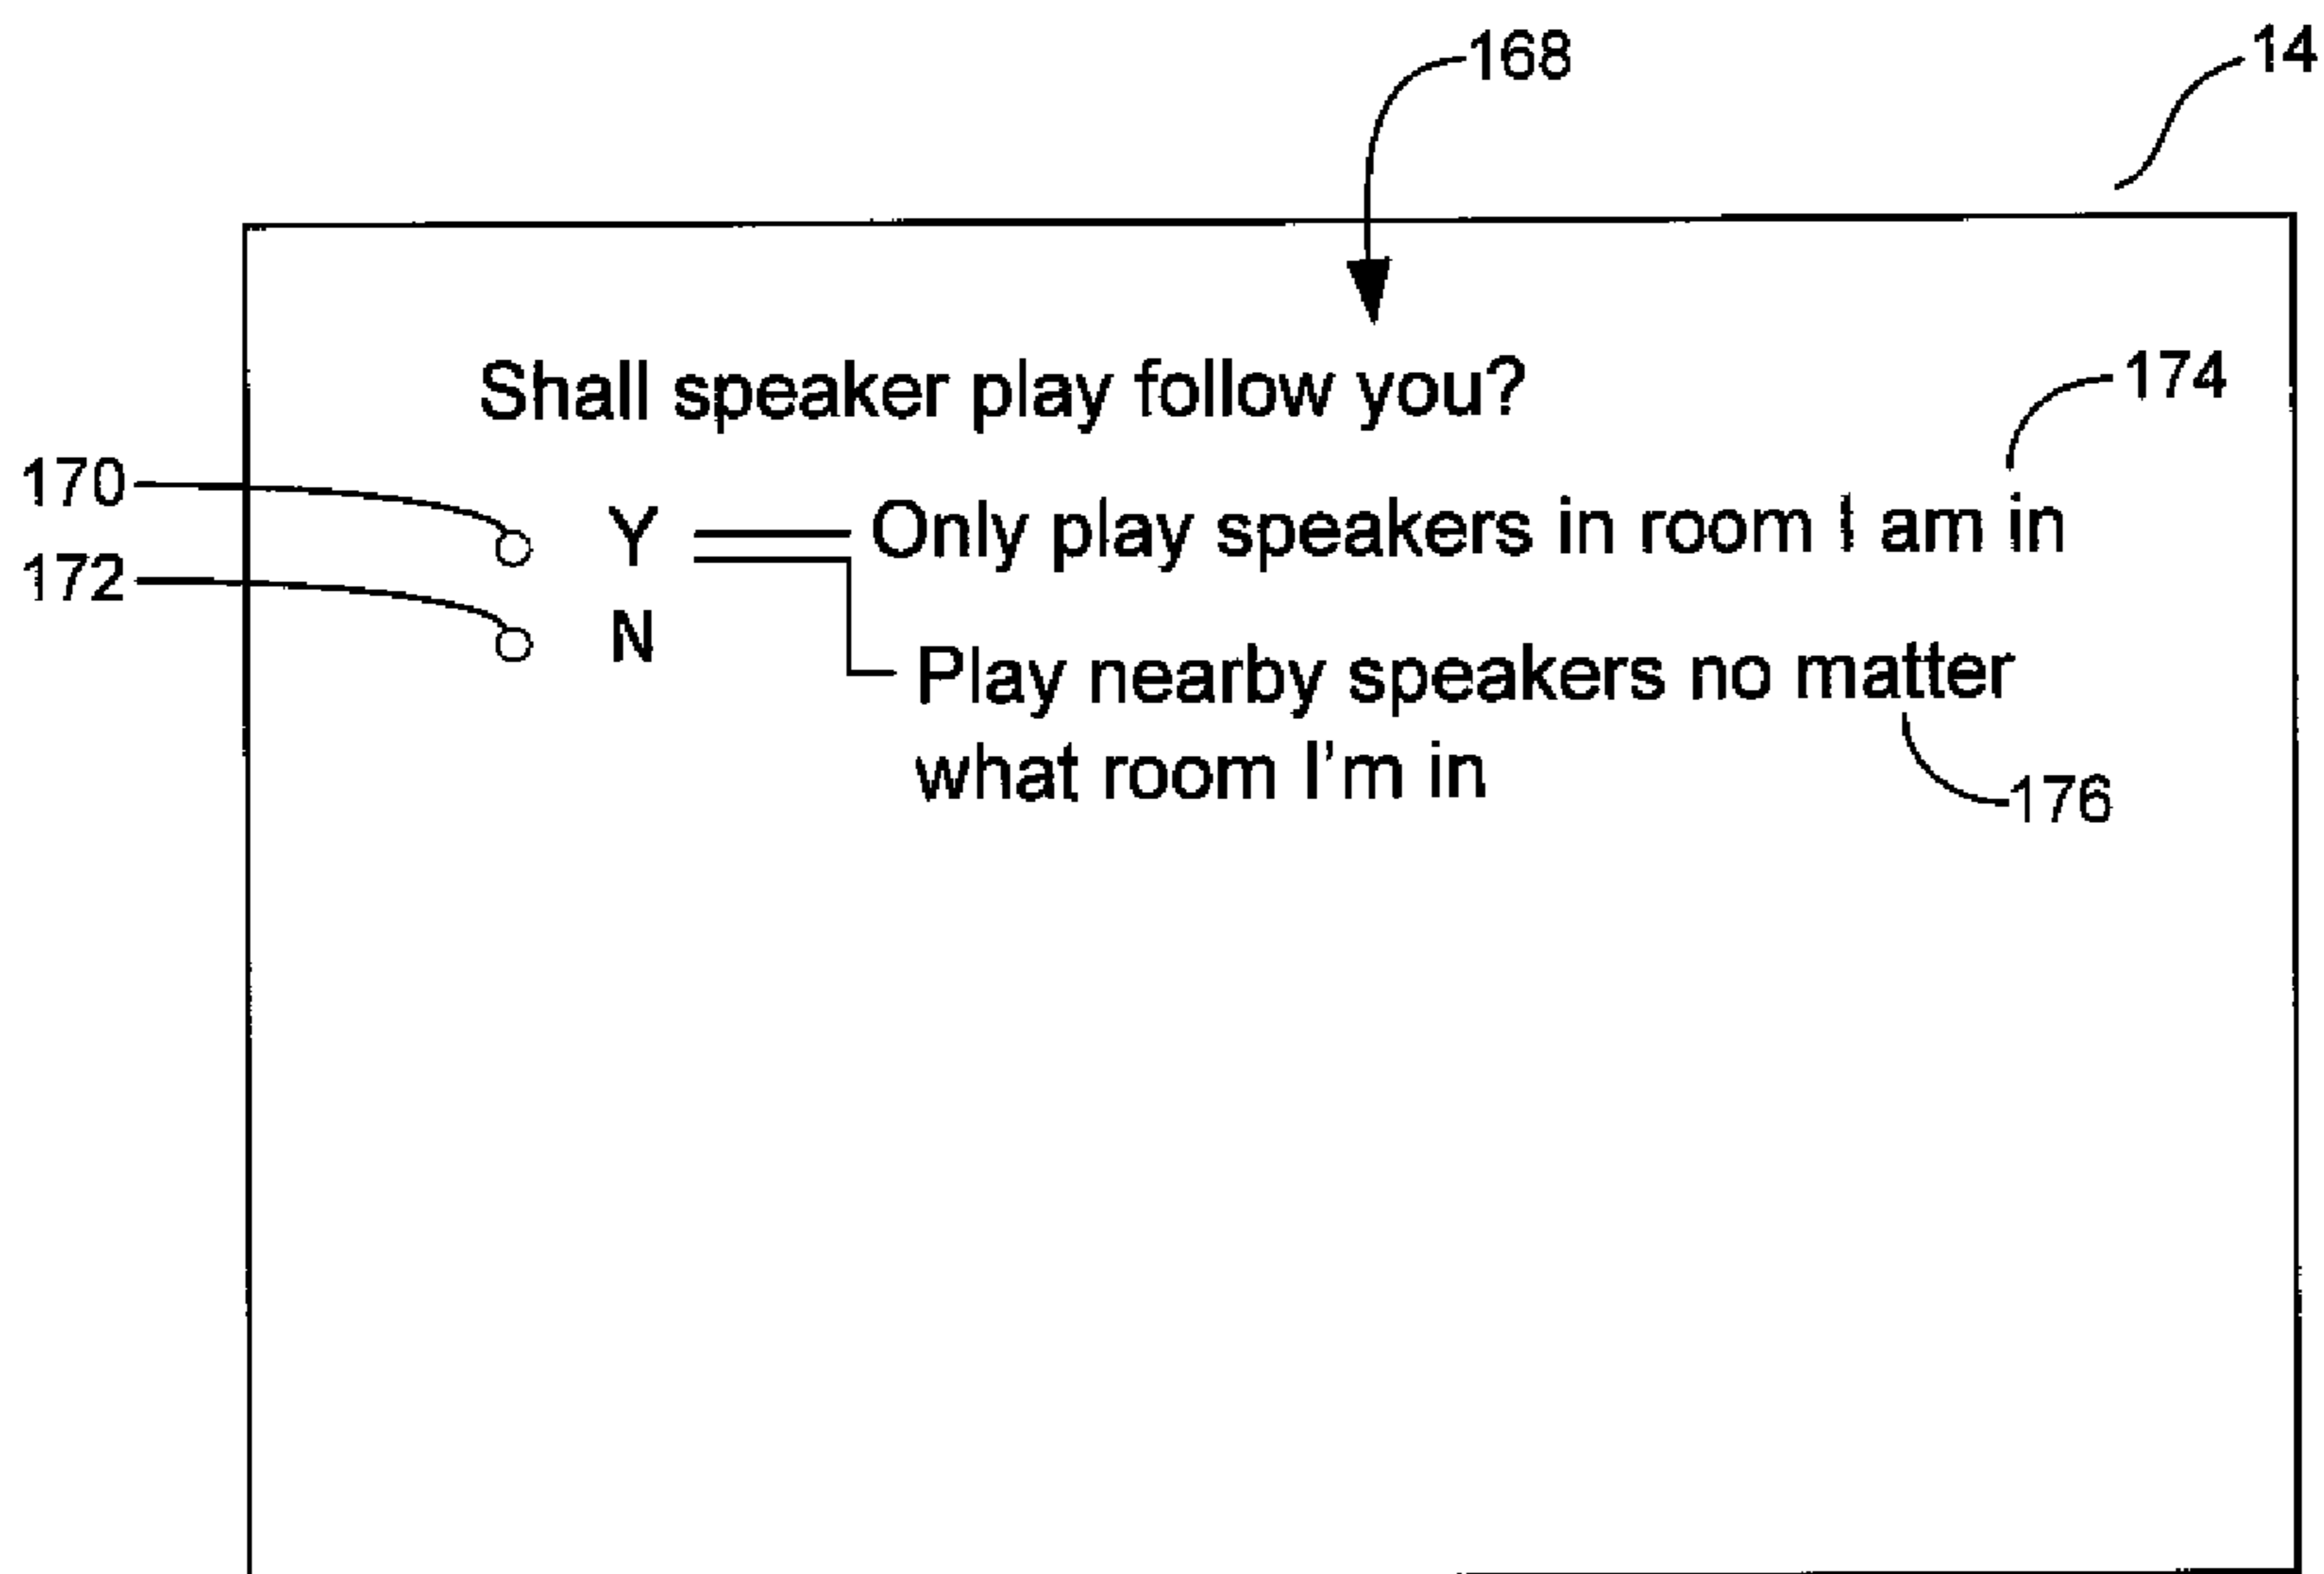 168
14
Shall speaker play follow you?
174
170
Y Only play speakers in room I am in
172
N
Play nearby speakers no matter
what room I'm in
176